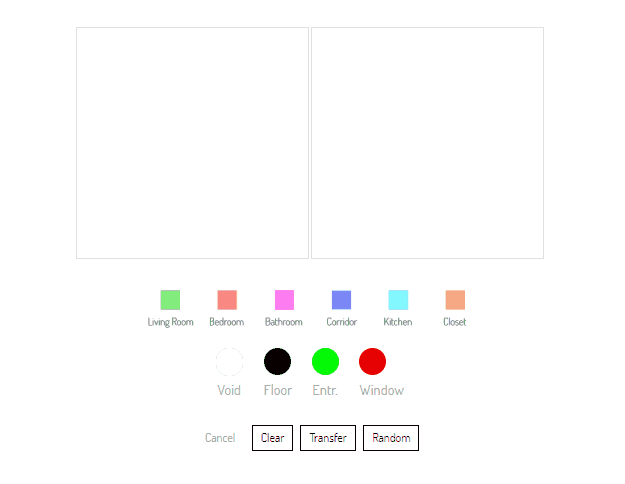 Living Room Bedroom Bathroom Corridor Kitchen Closet
Void Floor Entr. Window
Cancel Clear Transfer Random